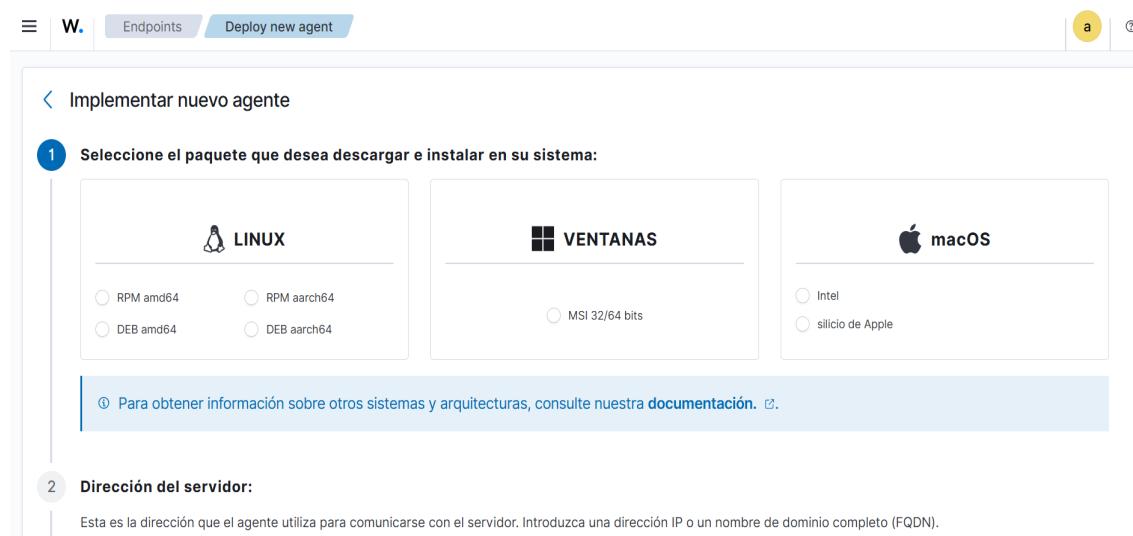 W. Endpoints Deploy new agent a
Implementar nuevo agente
1 Seleccione el paquete que desea descargar e instalar en su sistema:
LINUX
RPM amd64 RPM aarch64
DEB amd64 DEB aarch64
VENTANAS
MSI 32/64 bits
macOS
Intel
silicio de Apple
Para obtener información sobre otros sistemas y arquitecturas, consulte nuestra documentación. .
2 Dirección del servidor:
Esta es la dirección que el agente utiliza para comunicarse con el servidor. Introduzca una dirección IP o un nombre de dominio completo (FQDN).